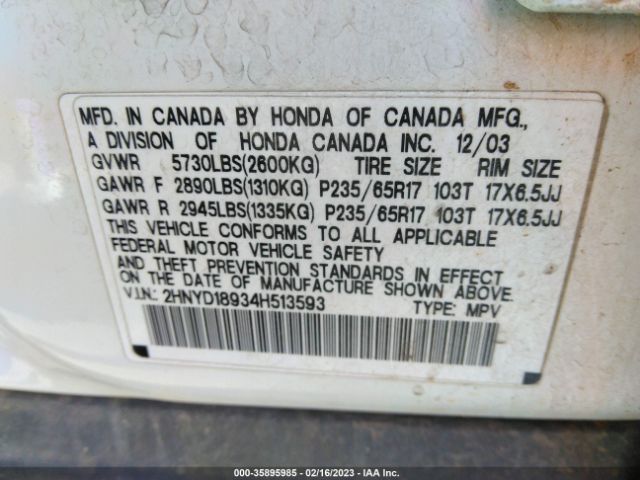 MFD. IN CANADA BY HONDA OF CANADA MFG.,
A DIVISION OF HONDA CANADA INC. 12/03
GVWR 5730LBS(2600KG) TIRE SIZE RIM SIZE
GAWR F 2890LBS(1310KG) P235/65R17 103T 17X6.5JJ
GAWR R 2945LBS(1335KG) P235/65R17 103T 17X6.5JJ
THIS VEHICLE CONFORMS TO ALL APPLICABLE
FEDERAL MOTOR VEHICLE SAFETY
AND THEFT PREVENTION STANDARDS IN EFFECT
ON THE DATE OF MANUFACTURE SHOWN ABOVE.
V.I.N.: 2HNYD18934H513593 TYPE: MPV
000-35895985 - 02/16/2023 - IAA Inc.